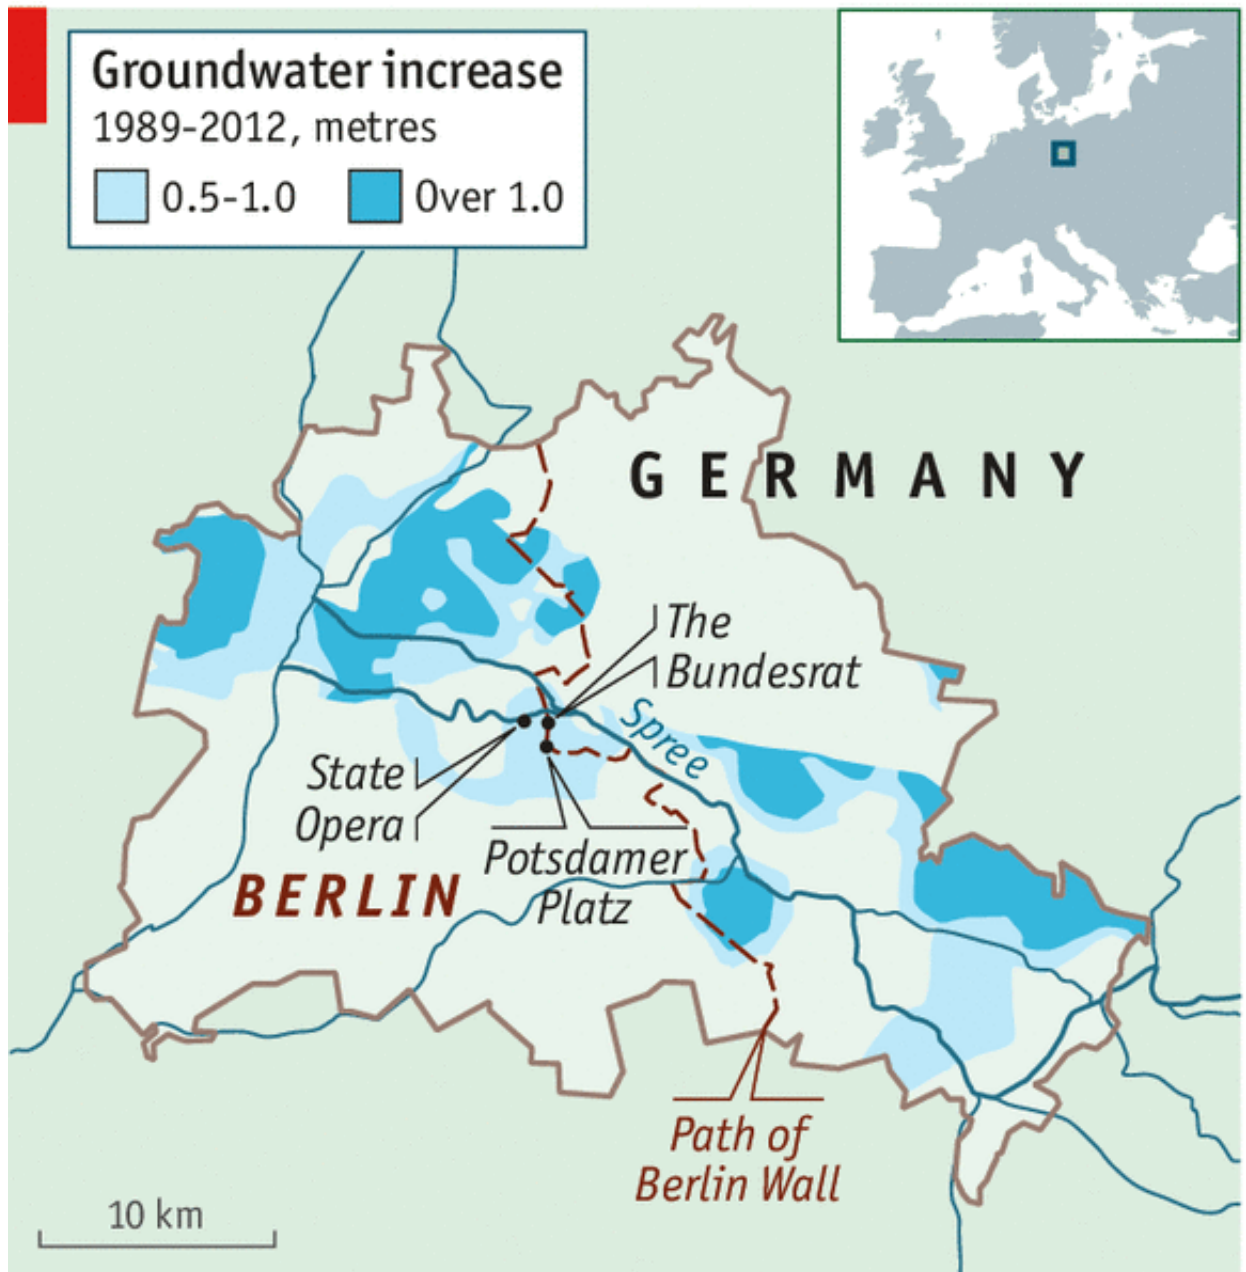 Groundwater increase
1989-2012, metres
0.5-1.0
Over 1.0
GERMANY
The
Bundesrat
Spree
State
Opera
Potsdamer
Platz
BERLIN
Path of
Berlin Wall
10 km